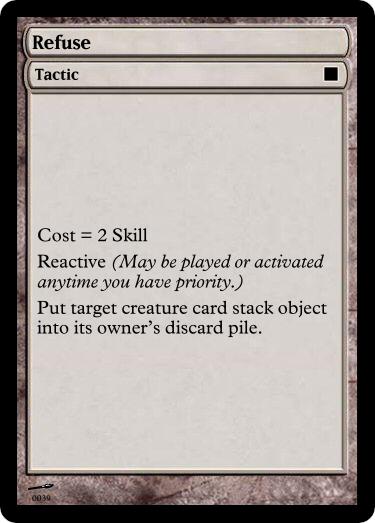 Refuse
Tactic
Cost = 2 Skill
Reactive (May be played or activated
anytime you have priority.)
Put target creature card stack object
into its owner's discard pile.
0039